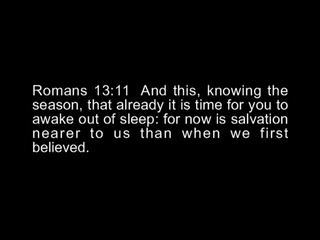 Romans 13:11  And this, knowing the
season, that already it is time for you to
awake out of sleep: for now is salvation
nearer to us than when we first
believed.